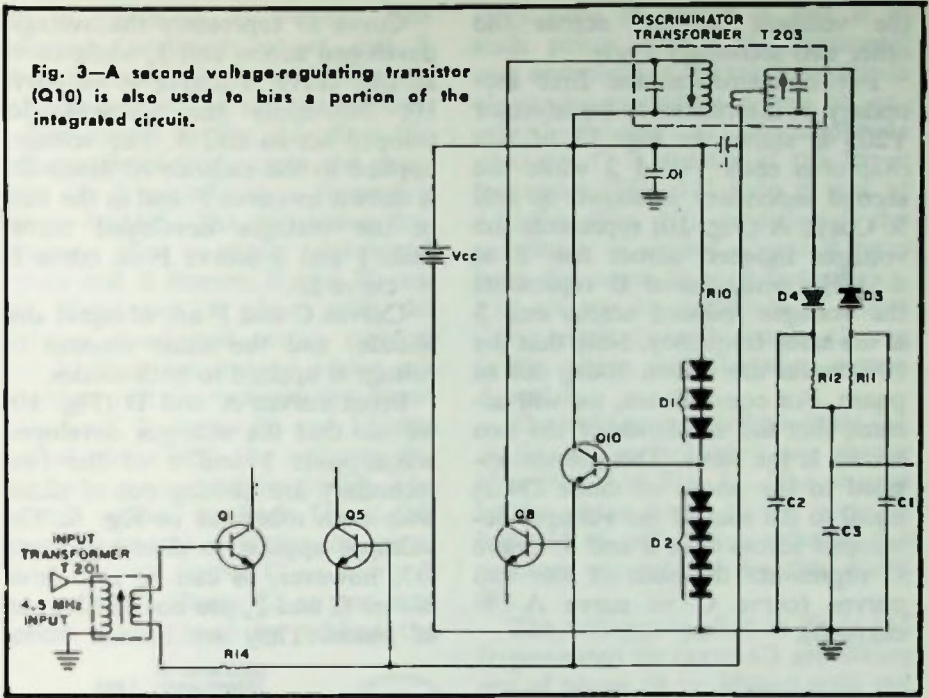 DISCRIMINATOR
TRANSFORMER T203
Fig. 3—A second voltage-regulating transistor
(Q10) is also used to bias a portion of the
integrated circuit.
.1
.01
Vcc
R10
D4
D3
D1
R12
R11
Q10
C2
C1
C3
Q1
Q5
Q8
D2
INPUT
TRANSFORMER
T201
4.5 MHz
INPUT
R14